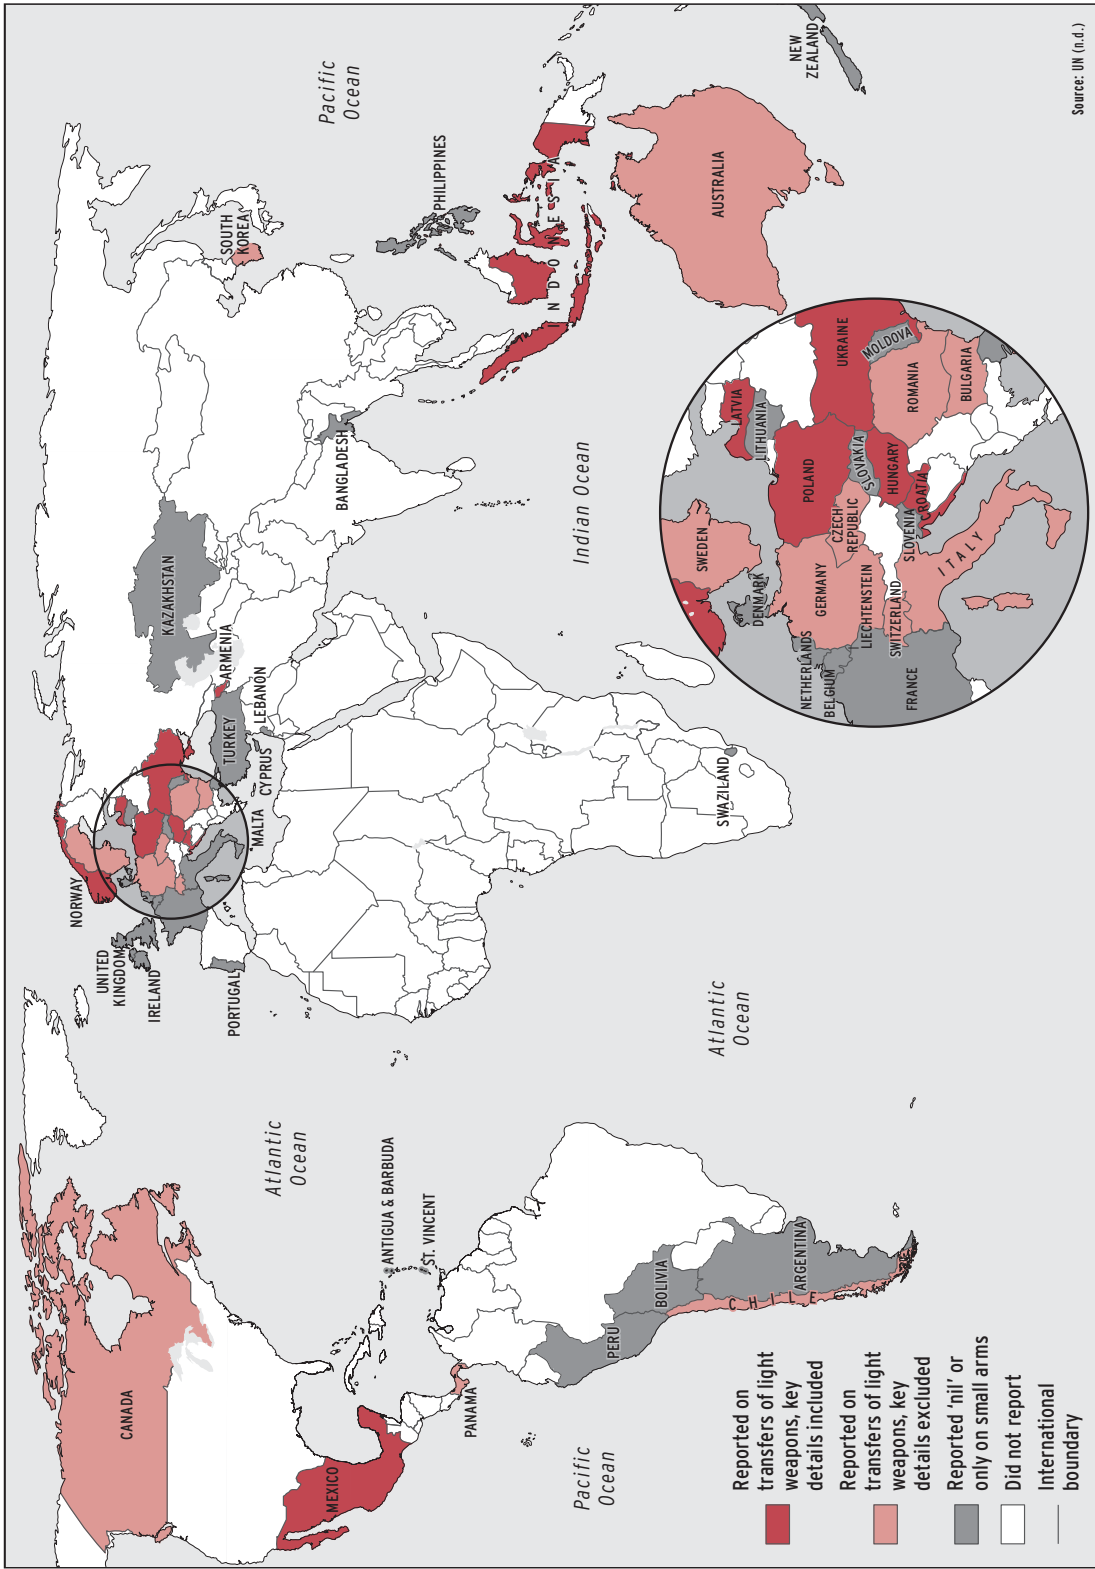 CANADA
MEXICO
PANAMA
ANTIGUA & BARBUDA
ST. VINCENT
PERU
BOLIVIA
CHILE
ARGENTINA
Pacific
Ocean
Atlantic
Ocean
Atlantic
Ocean
NORWAY
UNITED
KINGDOM
IRELAND
PORTUGAL
MALTA
CYPRUS
LEBANON
TURKEY
ARMENIA
KAZAKHSTAN
BANGLADESH
SWAZILAND
SOUTH
KOREA
PHILIPPINES
INDONESIA
AUSTRALIA
NEW
ZEALAND
Pacific
Ocean
Indian Ocean
SWEDEN
DENMARK
LATVIA
LITHUANIA
POLAND
UKRAINE
MOLDOVA
ROMANIA
BULGARIA
SLOVAKIA
HUNGARY
CZECH
REPUBLIC
CROATIA
SLOVENIA
ITALY
GERMANY
LIECHTENSTEIN
SWITZERLAND
NETHERLANDS
BELGIUM
FRANCE
Reported on
transfers of light
weapons, key
details included
Reported on
transfers of light
weapons, key
details excluded
Reported ‘nil’ or
only on small arms
Did not report
International
boundary
Source: UN (n.d.)